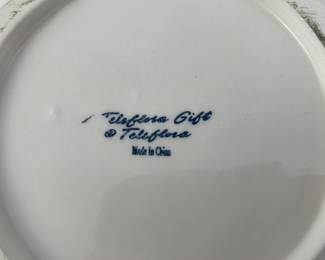 A Teleflora Gift
® Teleflora
Made In China